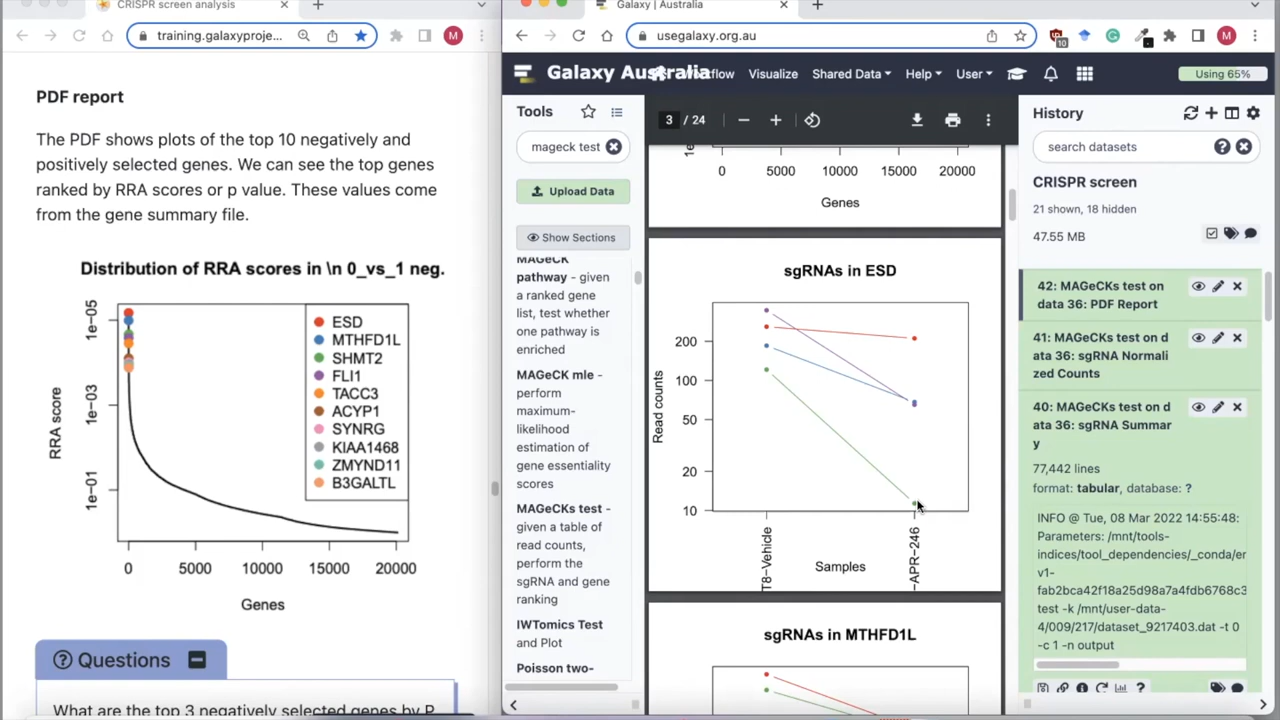 CRISPR screen analysis
training.galaxyproje...
M
PDF report
The PDF shows plots of the top 10 negatively and
positively selected genes. We can see the top genes
ranked by RRA scores or p value. These values come
from the gene summary file.
Distribution of RRA scores in \n 0_vs_1 neg.
RRA score
1e-05
1e-03
1e-01
ESD
MTHFD1L
SHMT2
FLI1
TACC3
ACYP1
SYNRG
KIAA1468
ZMYND11
B3GALTL
0 5000 10000 15000 20000
Genes
Questions
What are the top 3 negatively selected genes by P
Galaxy | Australia
usegalaxy.org.au
10
M
Galaxy Australia
Workflow Visualize Shared Data Help User
Using 65%
Tools
mageck test
Upload Data
Show Sections
MAGeCK
pathway - given
a ranked gene
list, test whether
one pathway is
enriched
MAGeCK mle -
perform
maximum-
likelihood
estimation of
gene essentiality
scores
MAGeCKs test -
given a table of
read counts,
perform the
sgRNA and gene
ranking
IWTomics Test
and Plot
Poisson two-
3 / 24
0 5000 10000 15000 20000
Genes
sgRNAs in ESD
Read counts
200
100
50
20
10
T8-Vehicle
-APR-246
Samples
sgRNAs in MTHFD1L
History
search datasets
CRISPR screen
21 shown, 18 hidden
47.55 MB
42: MAGeCKs test on
data 36: PDF Report
41: MAGeCKs test on d
ata 36: sgRNA Normali
zed Counts
40: MAGeCKs test on d
ata 36: sgRNA Summar
y
77,442 lines
format: tabular, database: ?
INFO @ Tue, 08 Mar 2022 14:55:48:
Parameters: /mnt/tools-
indices/tool_dependencies/_conda/er
v1-
fab2bca42f18a25d98a7a4fdb6768c3
test -k /mnt/user-data-
4/009/217/dataset_9217403.dat -t 0
-c 1 -n output